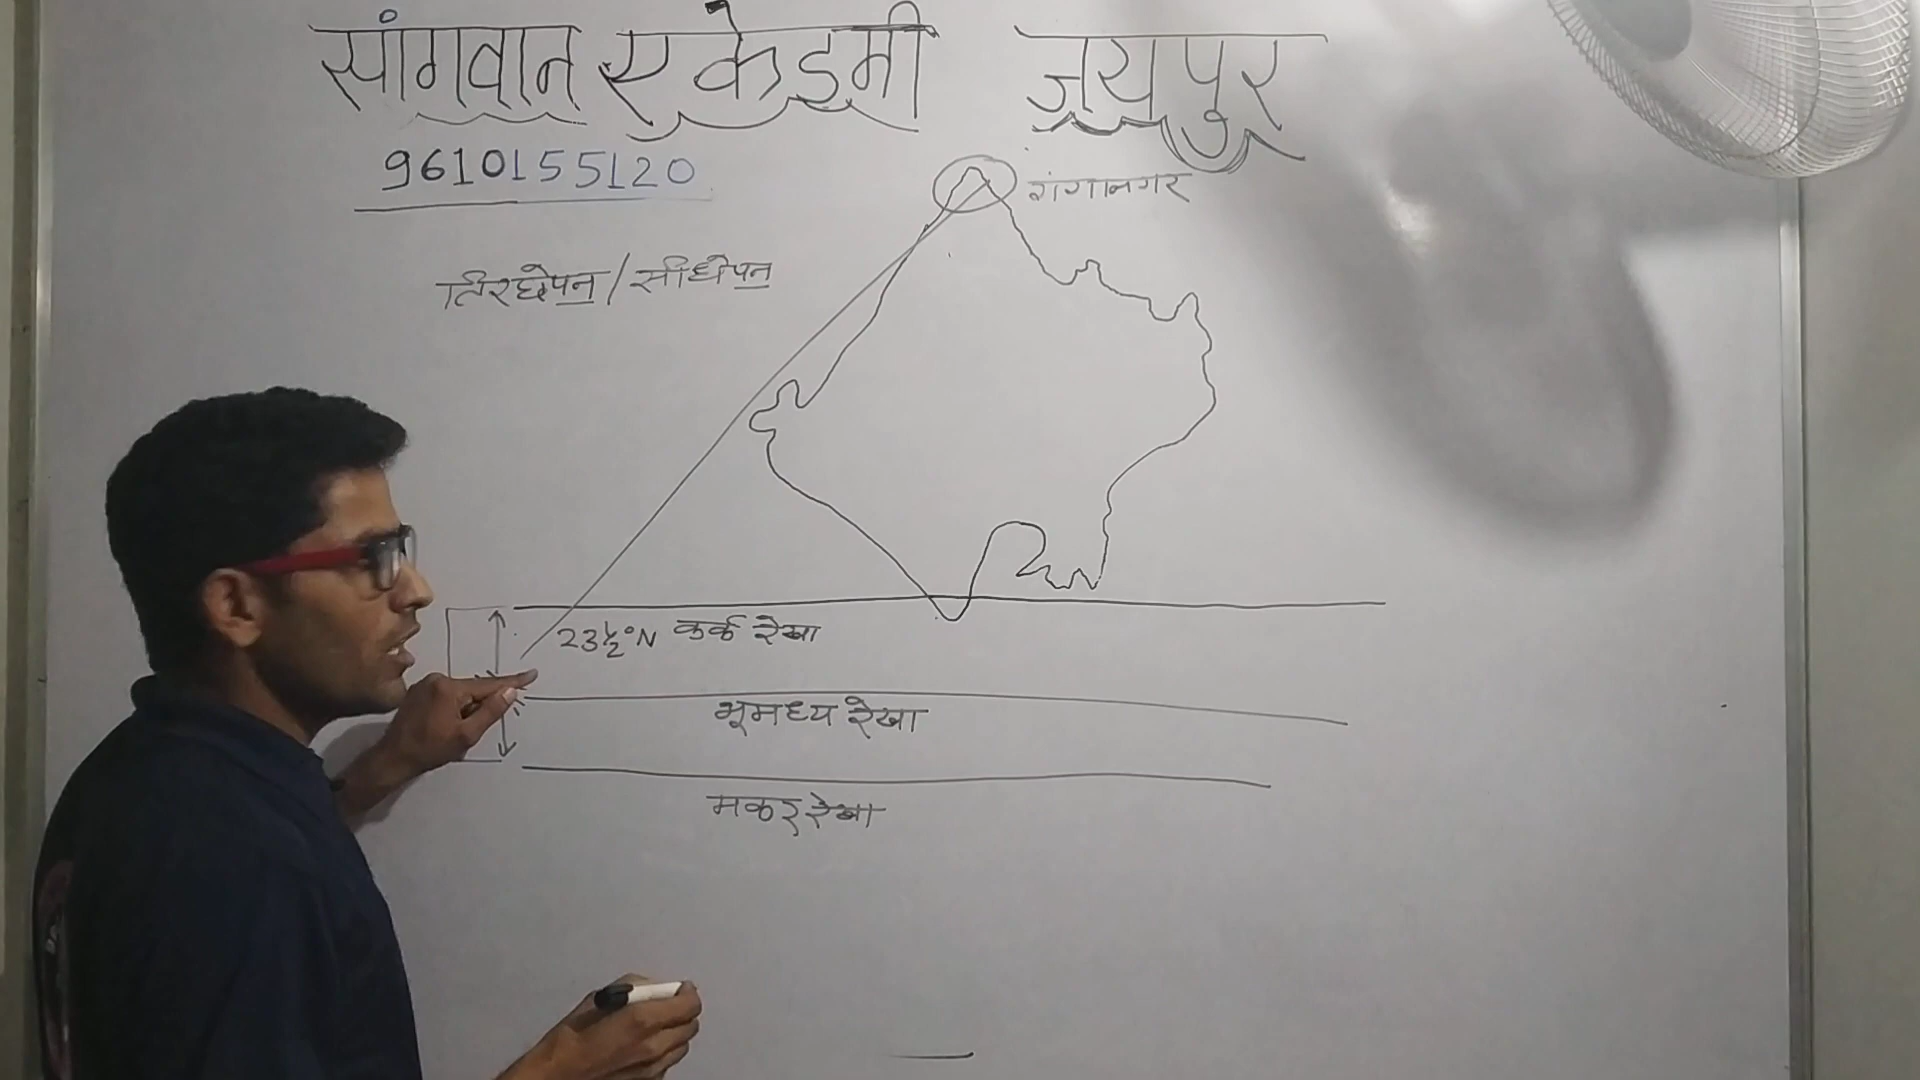 सांगवान एकेडमी जयपुर
9610155120
गंगानगर
तिरछेपन / सीधेपन
23½°N कर्क रेखा
भूमध्य रेखा
मकर रेखा